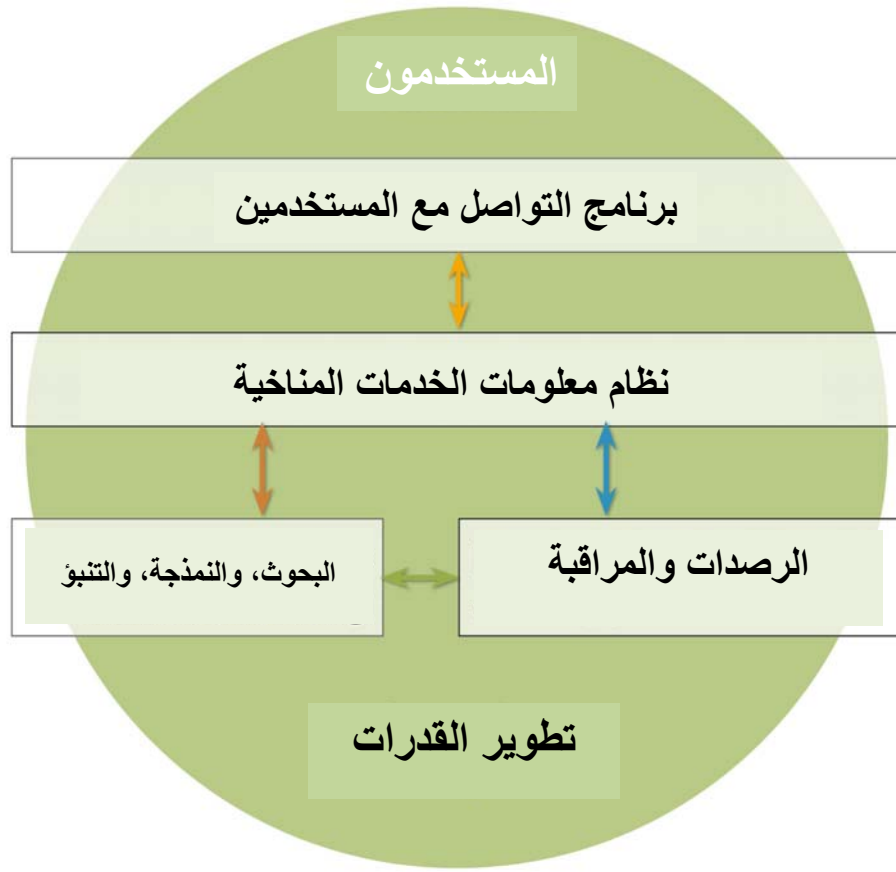 المستخدمون
برنامج التواصل مع المستخدمين
نظام معلومات الخدمات المناخية
الرصدات والمراقبة
البحوث، والنمذجة، والتنبؤ
تطوير القدرات